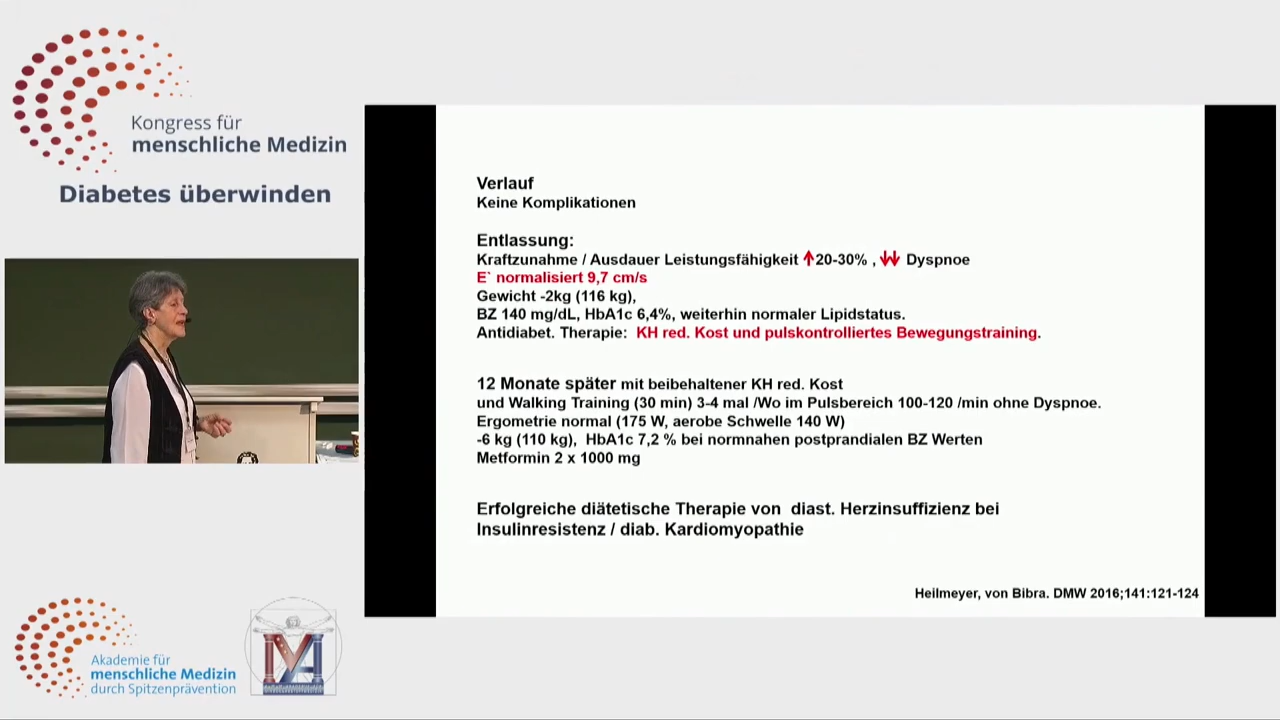 Kongress für
menschliche Medizin
Diabetes überwinden
Verlauf
Keine Komplikationen
Entlassung:
Kraftzunahme / Ausdauer Leistungsfähigkeit ↑20-30% , ↓↓ Dyspnoe
E` normalisiert 9,7 cm/s
Gewicht -2kg (116 kg),
BZ 140 mg/dL, HbA1c 6,4%, weiterhin normaler Lipidstatus.
Antidiabet. Therapie: KH red. Kost und pulskontrolliertes Bewegungstraining.
12 Monate später mit beibehaltener KH red. Kost
und Walking Training (30 min) 3-4 mal /Wo im Pulsbereich 100-120 /min ohne Dyspnoe.
Ergometrie normal (175 W, aerobe Schwelle 140 W)
-6 kg (110 kg), HbA1c 7,2 % bei normnahen postprandialen BZ Werten
Metformin 2 x 1000 mg
Erfolgreiche diätetische Therapie von diast. Herzinsuffizienz bei
Insulinresistenz / diab. Kardiomyopathie
Heilmeyer, von Bibra. DMW 2016;141:121-124
Akademie für
menschliche Medizin
durch Spitzenprävention